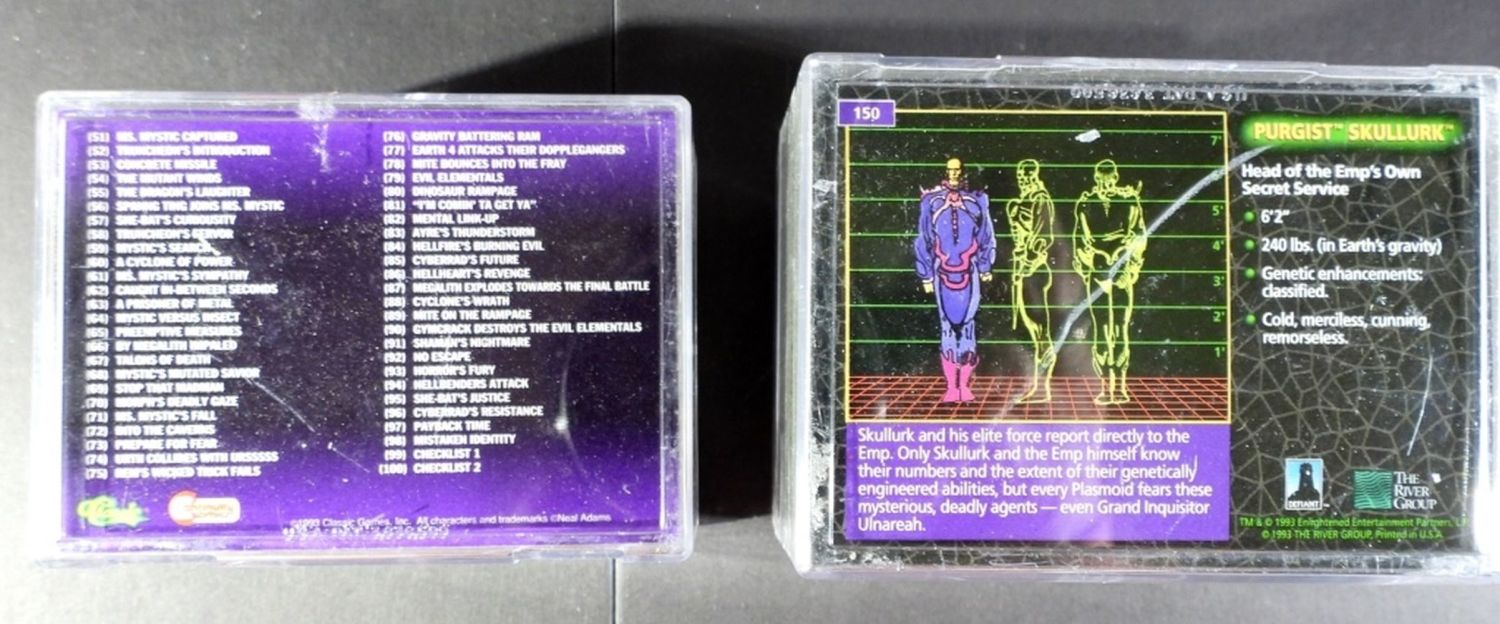 (51) MS. MYSTIC CAPTURED
(52) TRUNCHEON'S INTRODUCTION
(53) CONCRETE MISSILE
(54) THE MUTANT WINDS
(55) THE DRAGON'S LAUGHTER
(56) SPANNG TING JOINS MS. MYSTIC
(57) SHE-BAT'S CURIOUSITY
(58) TRUNCHEON'S FERVOR
(59) MYSTIC'S SEARCH
(60) A CYCLONE OF POWER
(61) MS. MYSTIC'S SYMPATHY
(62) CAUGHT IN-BETWEEN SECONDS
(63) A PRISONER OF METAL
(64) MYSTIC VERSUS INSECT
(65) PREEMPTIVE MEASURES
(66) BY MEGALITH IMPALED
(67) TALONS OF DEATH
(68) MYSTIC'S MUTATED SAVIOR
(69) STOP THAT MADMAN
(70) MORPH'S DEADLY GAZE
(71) MS. MYSTIC'S FALL
(72) INTO THE CAVERNS
(73) PREPARE FOR FEAR
(74) URTH COLLIDES WITH URSSSSS
(75) WICKED TRICK FAILS
(76) GRAVITY BATTERING RAM
(77) EARTH 4 ATTACKS THEIR DOPPLEGANGERS
(78) MITE BOUNCES INTO THE FRAY
(79) EVIL ELEMENTALS
(80) DINOSAUR RAMPAGE
(81) "I'M COMIN' TA GET YA"
(82) MENTAL LINK-UP
(83) AYRE'S THUNDERSTORM
(84) HELLFIRE'S BURNING EVIL
(85) CYBERRAD'S FUTURE
(86) HELLHEART'S REVENGE
(87) MEGALITH EXPLODES TOWARDS THE FINAL BATTLE
(88) CYCLONE'S WRATH
(89) MITE ON THE RAMPAGE
(90) GYMCRACK DESTROYS THE EVIL ELEMENTALS
(91) SHAMAN'S NIGHTMARE
(92) NO ESCAPE
(93) HORROR'S FURY
(94) HELLBENDERS ATTACK
(95) SHE-BAT'S JUSTICE
(96) CYBERRAD'S RESISTANCE
(97) PAYBACK TIME
(98) MISTAKEN IDENTITY
(99) CHECKLIST 1
(100) CHECKLIST 2
Classic
©1993 Classic Games, Inc. All characters and trademarks ©Neal Adams
150
7'
5'
4'
3'
2'
1'
PURGIST™ SKULLURK™
Head of the Emp's Own
Secret Service
• 6'2"
• 240 lbs. (in Earth's gravity)
• Genetic enhancements:
classified.
• Cold, merciless, cunning,
remorseless.
Skullurk and his elite force report directly to the
Emp. Only Skullurk and the Emp himself know
their numbers and the extent of their genetically
engineered abilities, but every Plasmoid fears these
mysterious, deadly agents — even Grand Inquisitor
Ulnareah.
DEFIANT™
THE
RIVER
GROUP
TM & © 1993 Enlightened Entertainment Partners, L.P.
© 1993 THE RIVER GROUP, Printed in U.S.A.